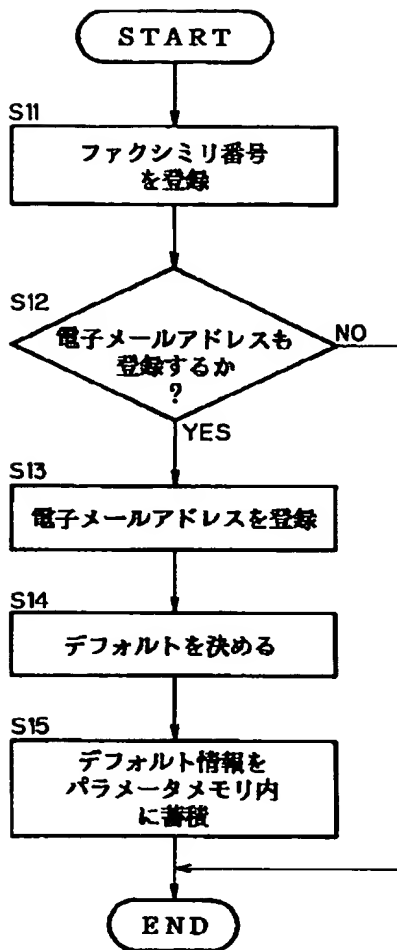 START
S11
ファクシミリ番号
を登録
S12
電子メールアドレスも
登録するか
?
NO
YES
S13
電子メールアドレスを登録
S14
デフォルトを決める
S15
デフォルト情報を
パラメータメモリ内
に蓄積
END